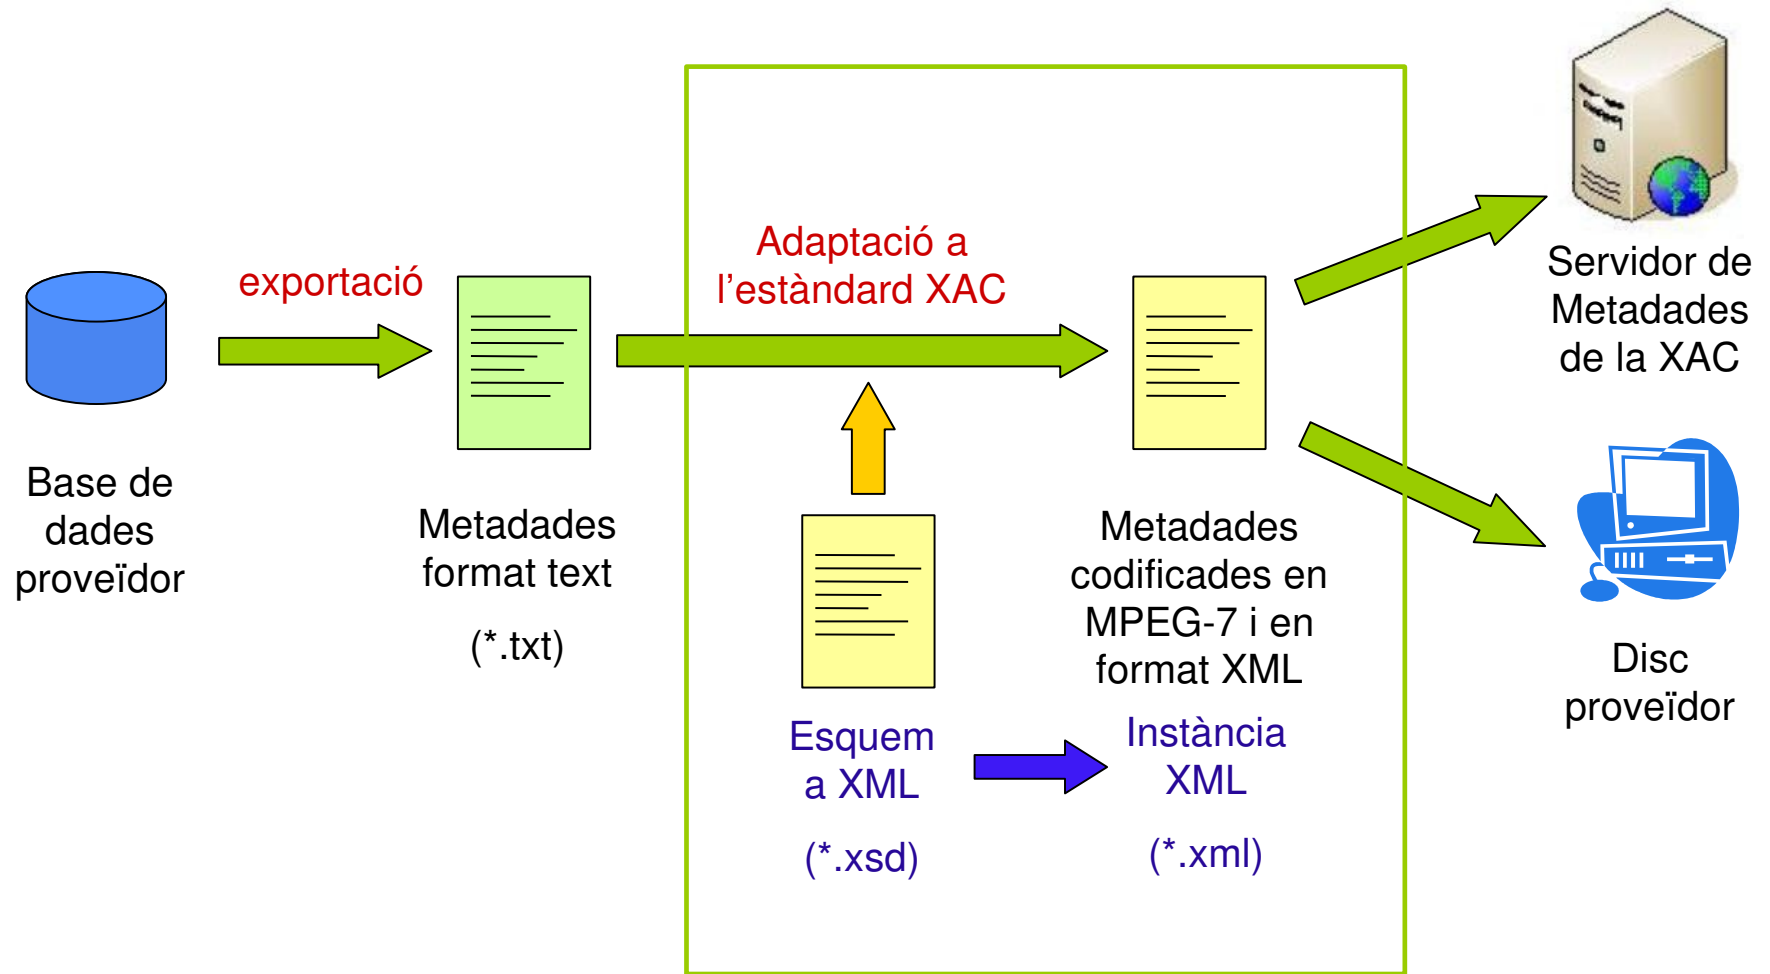 exportació
Base de
dades
proveïdor
Metadades
format text
(*.txt)
Adaptació a
l'estàndard XAC
Esquem
a XML
(*.xsd)
Metadades
codificades en
MPEG-7 i en
format XML
Instància
XML
(*.xml)
Servidor de
Metadades
de la XAC
Disc
proveïdor